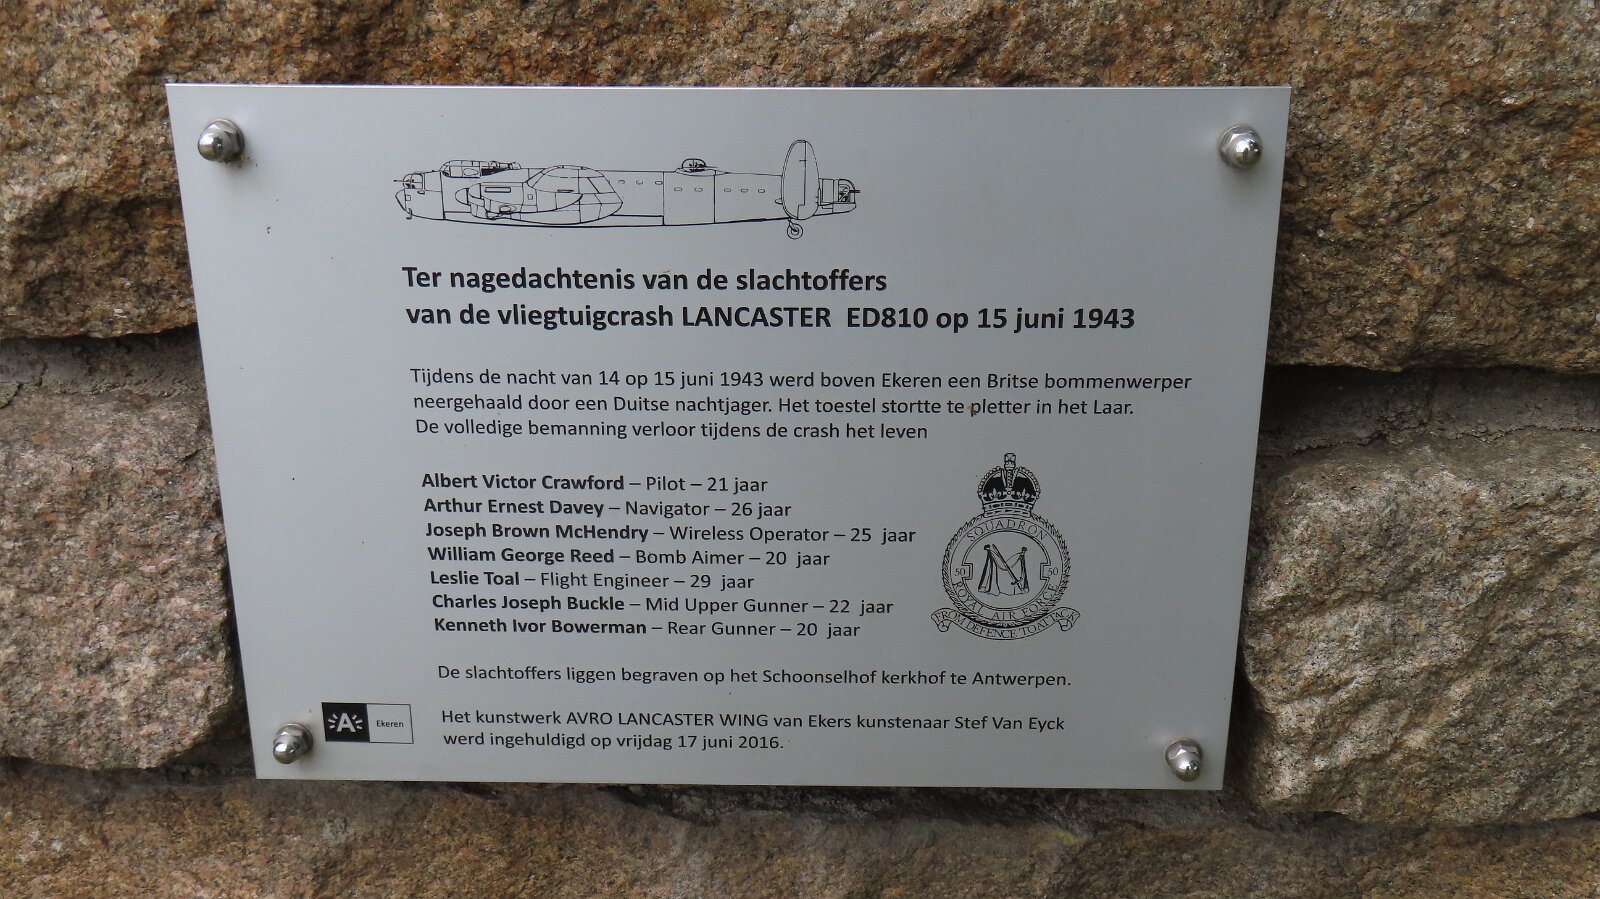 Ter nagedachtenis van de slachtoffers
van de vliegtuigcrash LANCASTER ED810 op 15 juni 1943
Tijdens de nacht van 14 op 15 juni 1943 werd boven Ekeren een Britse bommenwerper
neergehaald door een Duitse nachtjager. Het toestel stortte te pletter in het Laar.
De volledige bemanning verloor tijdens de crash het leven
Albert Victor Crawford – Pilot – 21 jaar
Arthur Ernest Davey – Navigator – 26 jaar
Joseph Brown McHendry – Wireless Operator – 25 jaar
William George Reed – Bomb Aimer – 20 jaar
Leslie Toal – Flight Engineer – 29 jaar
Charles Joseph Buckle – Mid Upper Gunner – 22 jaar
Kenneth Ivor Bowerman – Rear Gunner – 20 jaar
SQUADRON
50 50
ROYAL AIR FORCE
FROM DEFENCE TO ATTACK
De slachtoffers liggen begraven op het Schoonselhof kerkhof te Antwerpen.
A Ekeren
Het kunstwerk AVRO LANCASTER WING van Ekers kunstenaar Stef Van Eyck
werd ingehuldigd op vrijdag 17 juni 2016.